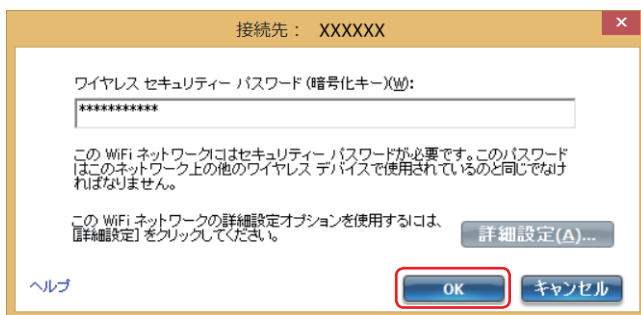 接続先： XXXXXX
×
ワイヤレス セキュリティー パスワード (暗号化キー)(W):
***********
この WiFi ネットワークにはセキュリティー パスワードが必要です。このパスワード
はこのネットワーク上の他のワイヤレス デバイスで使用されているのと同じでなけ
ればなりません。
この WiFi ネットワークの詳細設定オプションを使用するには、
[詳細設定] をクリックしてください。
詳細設定(A)...
ヘルプ
OK
キャンセル